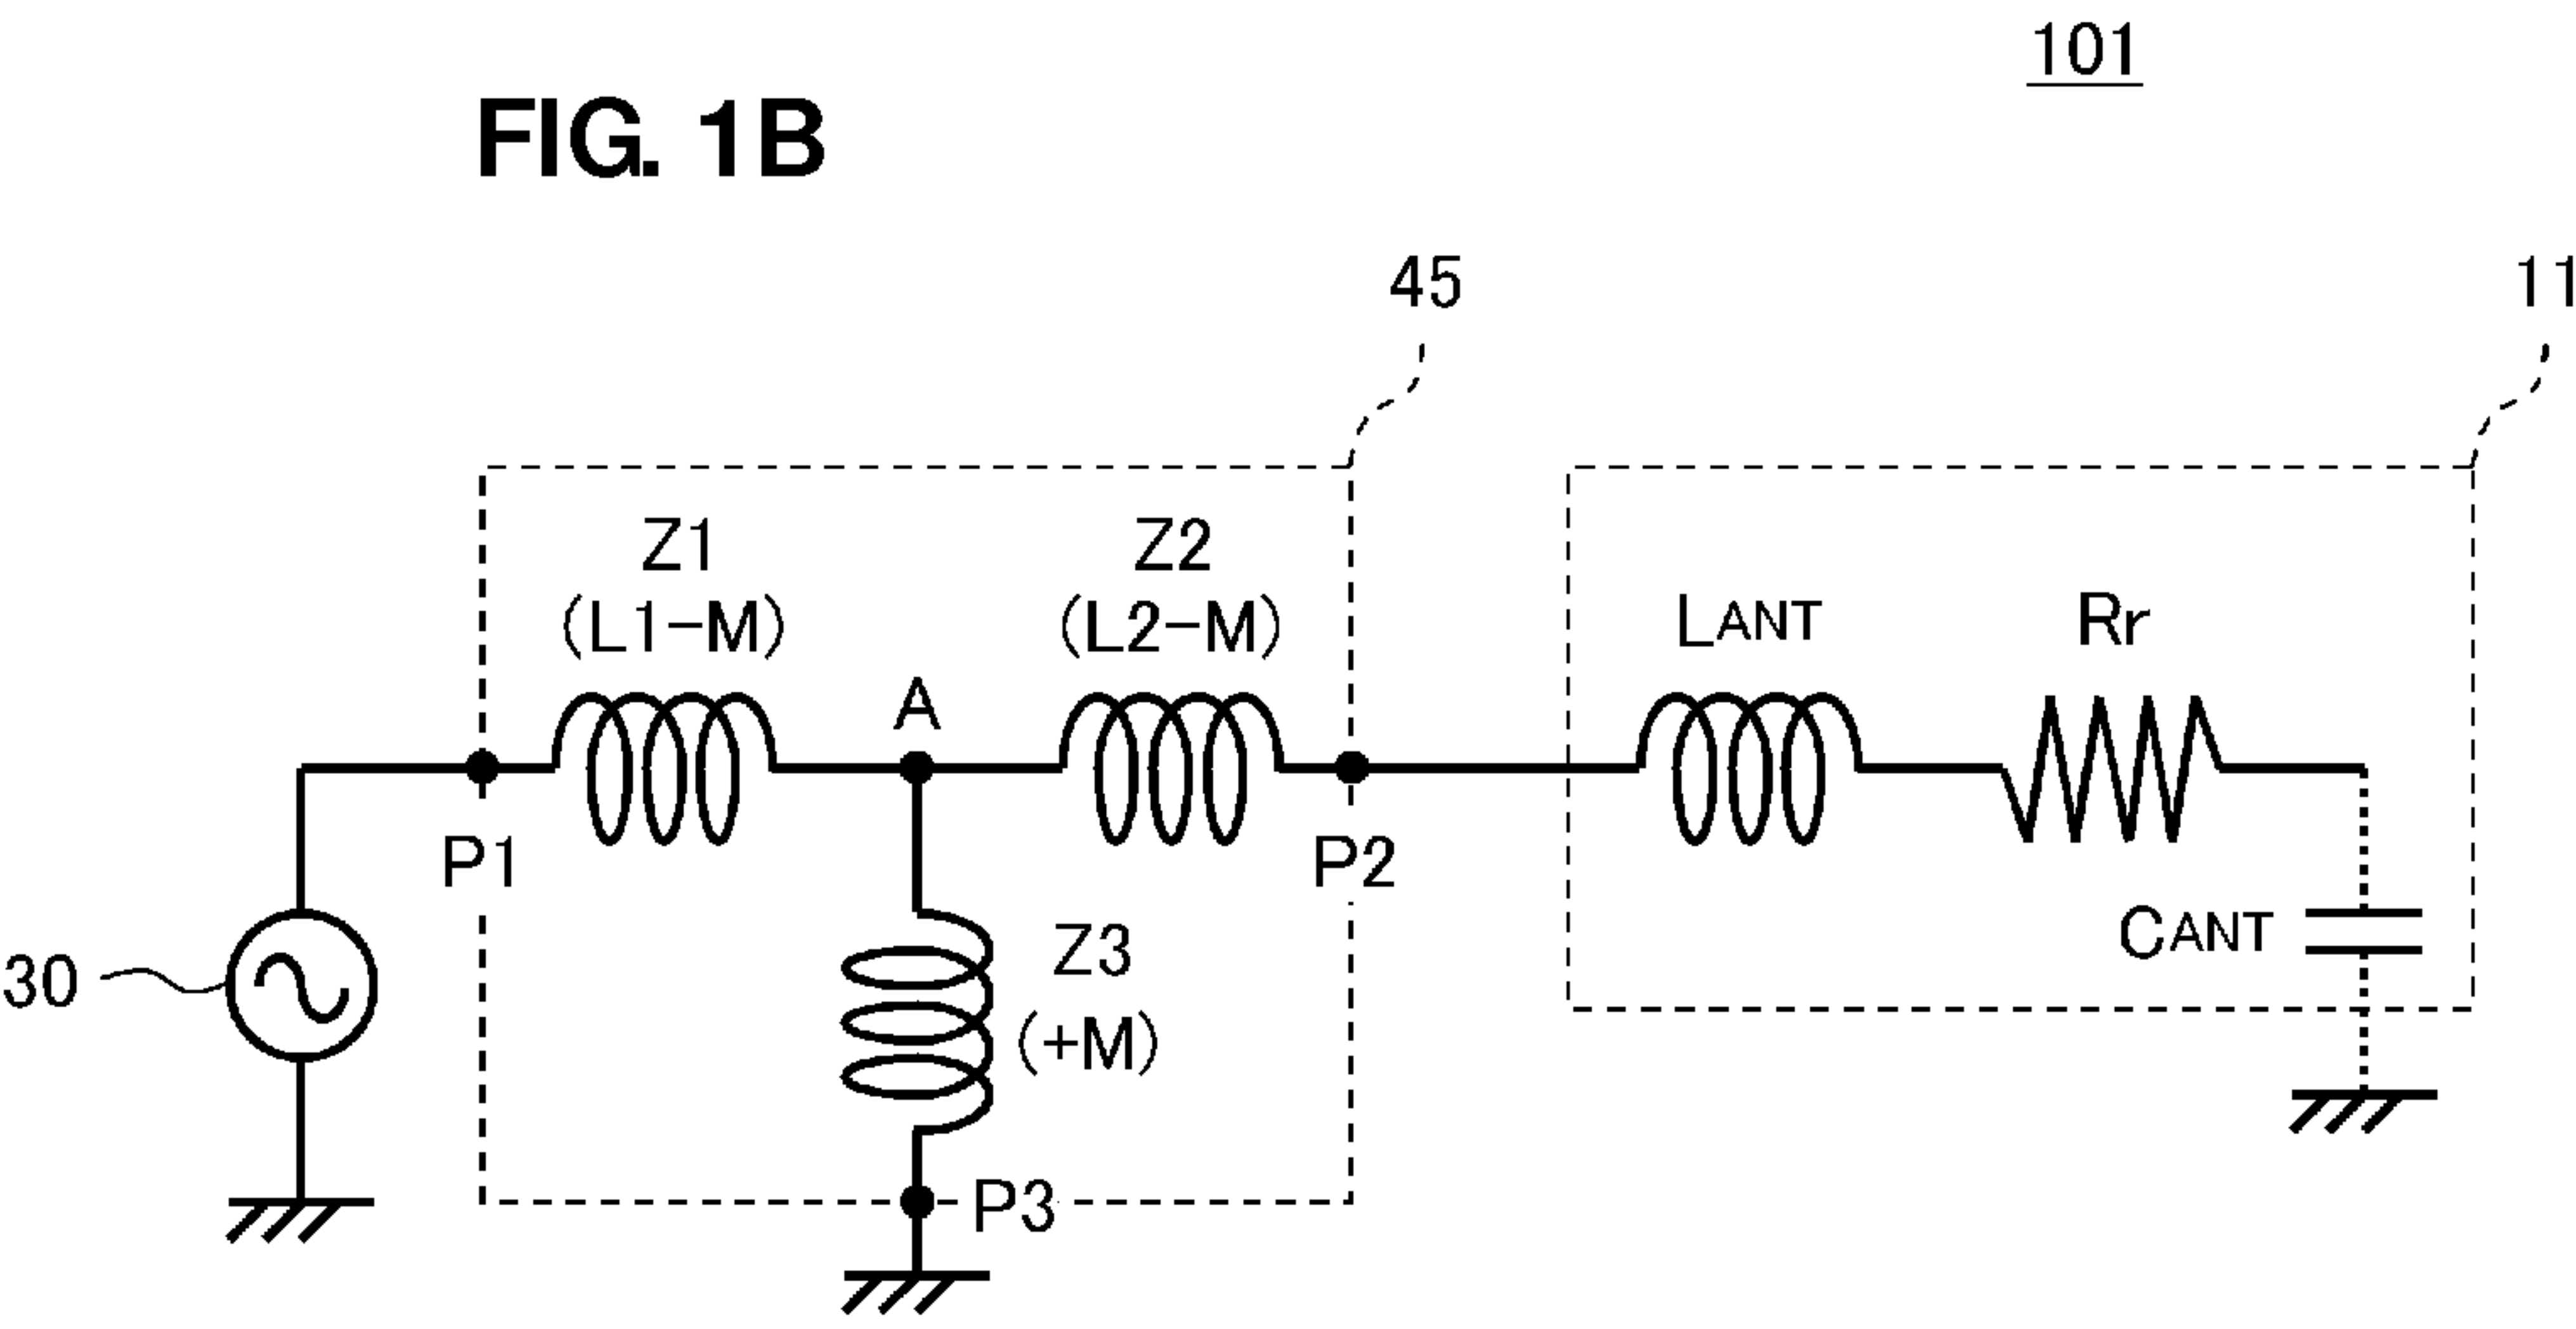 101
FIG. 1B
45
11
Z1
(L1-M)
Z2
(L2-M)
LANT
Rr
A
P1
P2
Z3
(+M)
CANT
30
P3